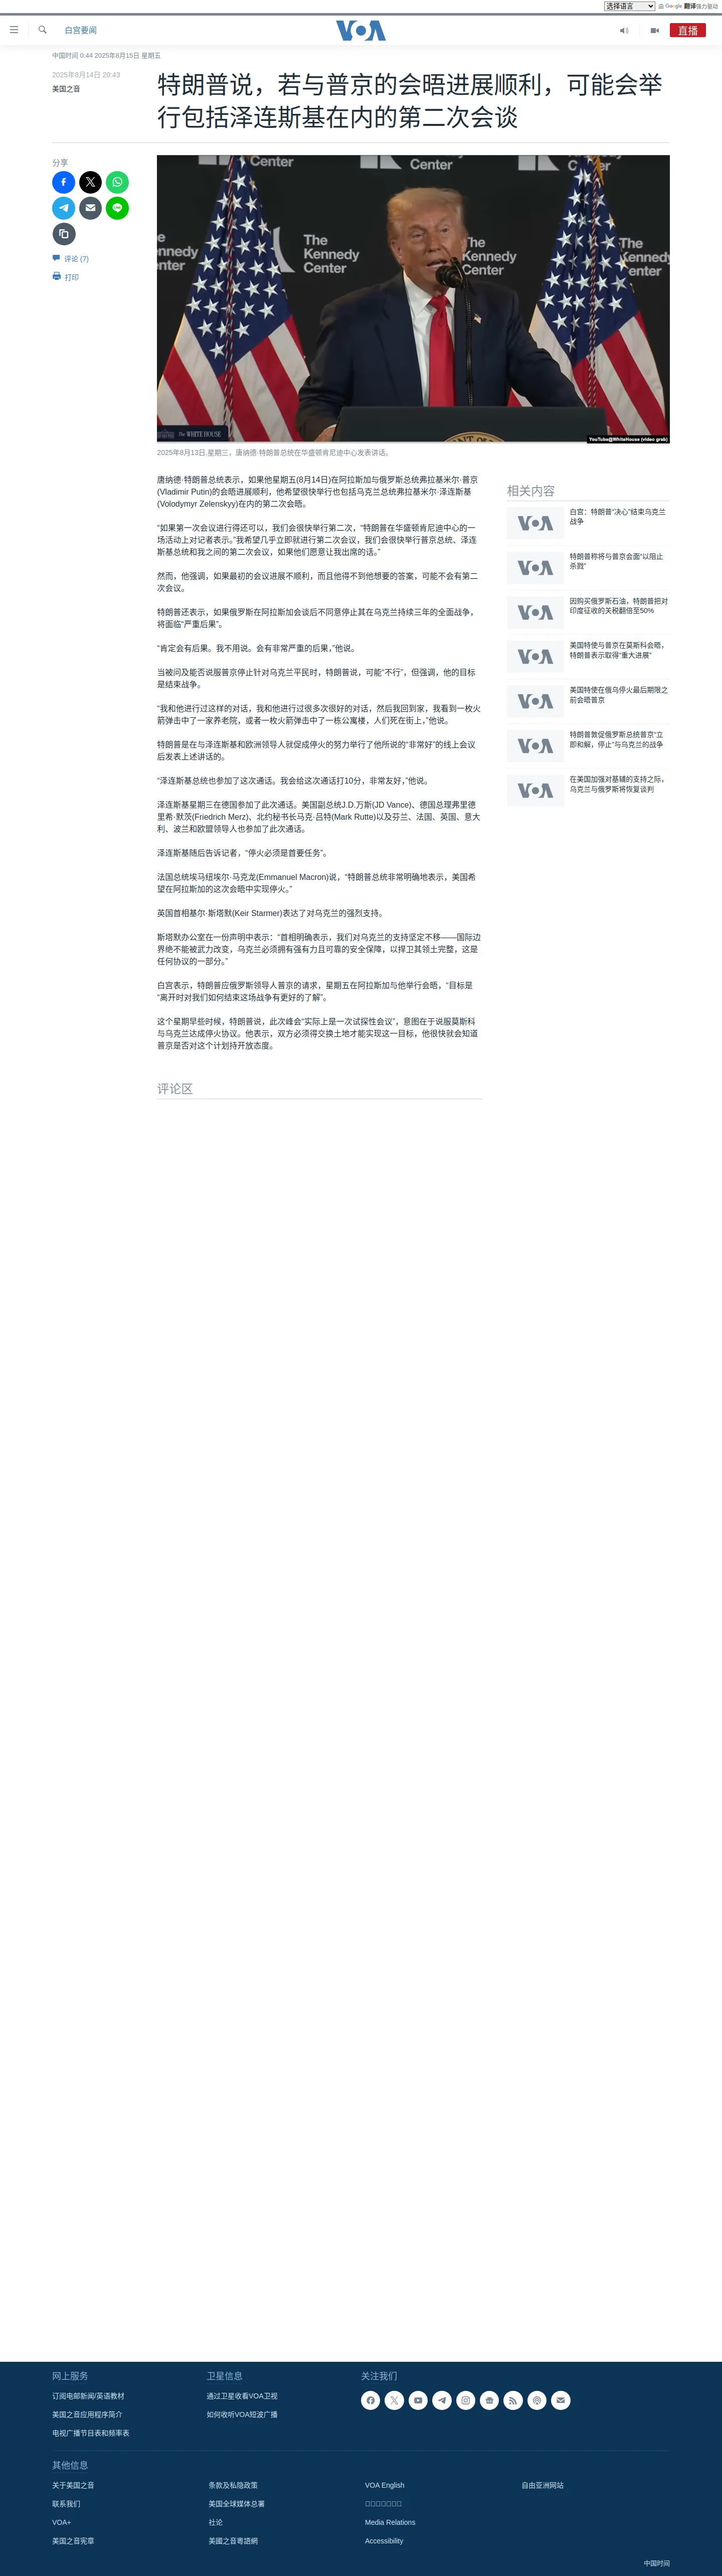 选择语言 由 Google 翻译强力驱动
白宫要闻
VOA
直播
中国时间 0:44 2025年8月15日 星期五
2025年8月14日 20:43
美国之音
特朗普说，若与普京的会晤进展顺利，可能会举
行包括泽连斯基在内的第二次会谈
分享
评论 (7)
打印
Center
The Kennedy Center
The Kennedy Center
The WHITE HOUSE
YouTube@WhiteHouse (video grab)
2025年8月13日,星期三，唐纳德·特朗普总统在华盛顿肯尼迪中心发表讲话。
唐纳德·特朗普总统表示，如果他星期五(8月14日)在阿拉斯加与俄罗斯总统弗拉基米尔·普京
(Vladimir Putin)的会晤进展顺利，他希望很快举行也包括乌克兰总统弗拉基米尔·泽连斯基
(Volodymyr Zelenskyy)在内的第二次会晤。
“如果第一次会议进行得还可以，我们会很快举行第二次，“特朗普在华盛顿肯尼迪中心的一
场活动上对记者表示。”我希望几乎立即就进行第二次会议，我们会很快举行普京总统、泽连
斯基总统和我之间的第二次会议，如果他们愿意让我出席的话。”
然而，他强调，如果最初的会议进展不顺利，而且他得不到他想要的答案，可能不会有第二
次会议。
特朗普还表示，如果俄罗斯在阿拉斯加会谈后不同意停止其在乌克兰持续三年的全面战争，
将面临“严重后果”。
“肯定会有后果。我不用说。会有非常严重的后果，”他说。
当被问及能否说服普京停止针对乌克兰平民时，特朗普说，可能“不行”，但强调，他的目标
是结束战争。
“我和他进行过这样的对话，我和他进行过很多次很好的对话，然后我回到家，我看到一枚火
箭弹击中了一家养老院，或者一枚火箭弹击中了一栋公寓楼，人们死在街上，”他说。
特朗普是在与泽连斯基和欧洲领导人就促成停火的努力举行了他所说的“非常好”的线上会议
后发表上述讲话的。
“泽连斯基总统也参加了这次通话。我会给这次通话打10分，非常友好，”他说。
泽连斯基星期三在德国参加了此次通话。美国副总统J.D.万斯(JD Vance)、德国总理弗里德
里希·默茨(Friedrich Merz)、北约秘书长马克·吕特(Mark Rutte)以及芬兰、法国、英国、意大
利、波兰和欧盟领导人也参加了此次通话。
泽连斯基随后告诉记者，“停火必须是首要任务”。
法国总统埃马纽埃尔·马克龙(Emmanuel Macron)说，“特朗普总统非常明确地表示，美国希
望在阿拉斯加的这次会晤中实现停火。”
英国首相基尔·斯塔默(Keir Starmer)表达了对乌克兰的强烈支持。
斯塔默办公室在一份声明中表示：“首相明确表示，我们对乌克兰的支持坚定不移——国际边
界绝不能被武力改变，乌克兰必须拥有强有力且可靠的安全保障，以捍卫其领土完整，这是
任何协议的一部分。”
白宫表示，特朗普应俄罗斯领导人普京的请求，星期五在阿拉斯加与他举行会晤，“目标是
“离开时对我们如何结束这场战争有更好的了解”。
这个星期早些时候，特朗普说，此次峰会“实际上是一次试探性会议”，意图在于说服莫斯科
与乌克兰达成停火协议。他表示，双方必须得交换土地才能实现这一目标，他很快就会知道
普京是否对这个计划持开放态度。
相关内容
VOA
白宫：特朗普“决心”结束乌克兰
战争
VOA
特朗普称将与普京会面“以阻止
杀戮”
VOA
因购买俄罗斯石油，特朗普把对
印度征收的关税翻倍至50%
VOA
美国特使与普京在莫斯科会晤，
特朗普表示取得“重大进展”
VOA
美国特使在俄乌停火最后期限之
前会晤普京
VOA
特朗普敦促俄罗斯总统普京“立
即和解，停止”与乌克兰的战争
VOA
在美国加强对基辅的支持之际，
乌克兰与俄罗斯将恢复谈判
评论区
网上服务
订阅电邮新闻/英语教材
美国之音应用程序简介
电视广播节目表和频率表
卫星信息
通过卫星收看VOA卫视
如何收听VOA短波广播
关注我们
其他信息
关于美国之音
条款及私隐政策
VOA English
自由亚洲网站
联系我们
美国全球媒体总署
VOA+
社论
Media Relations
美国之音宪章
美國之音粵語網
Accessibility
中国时间